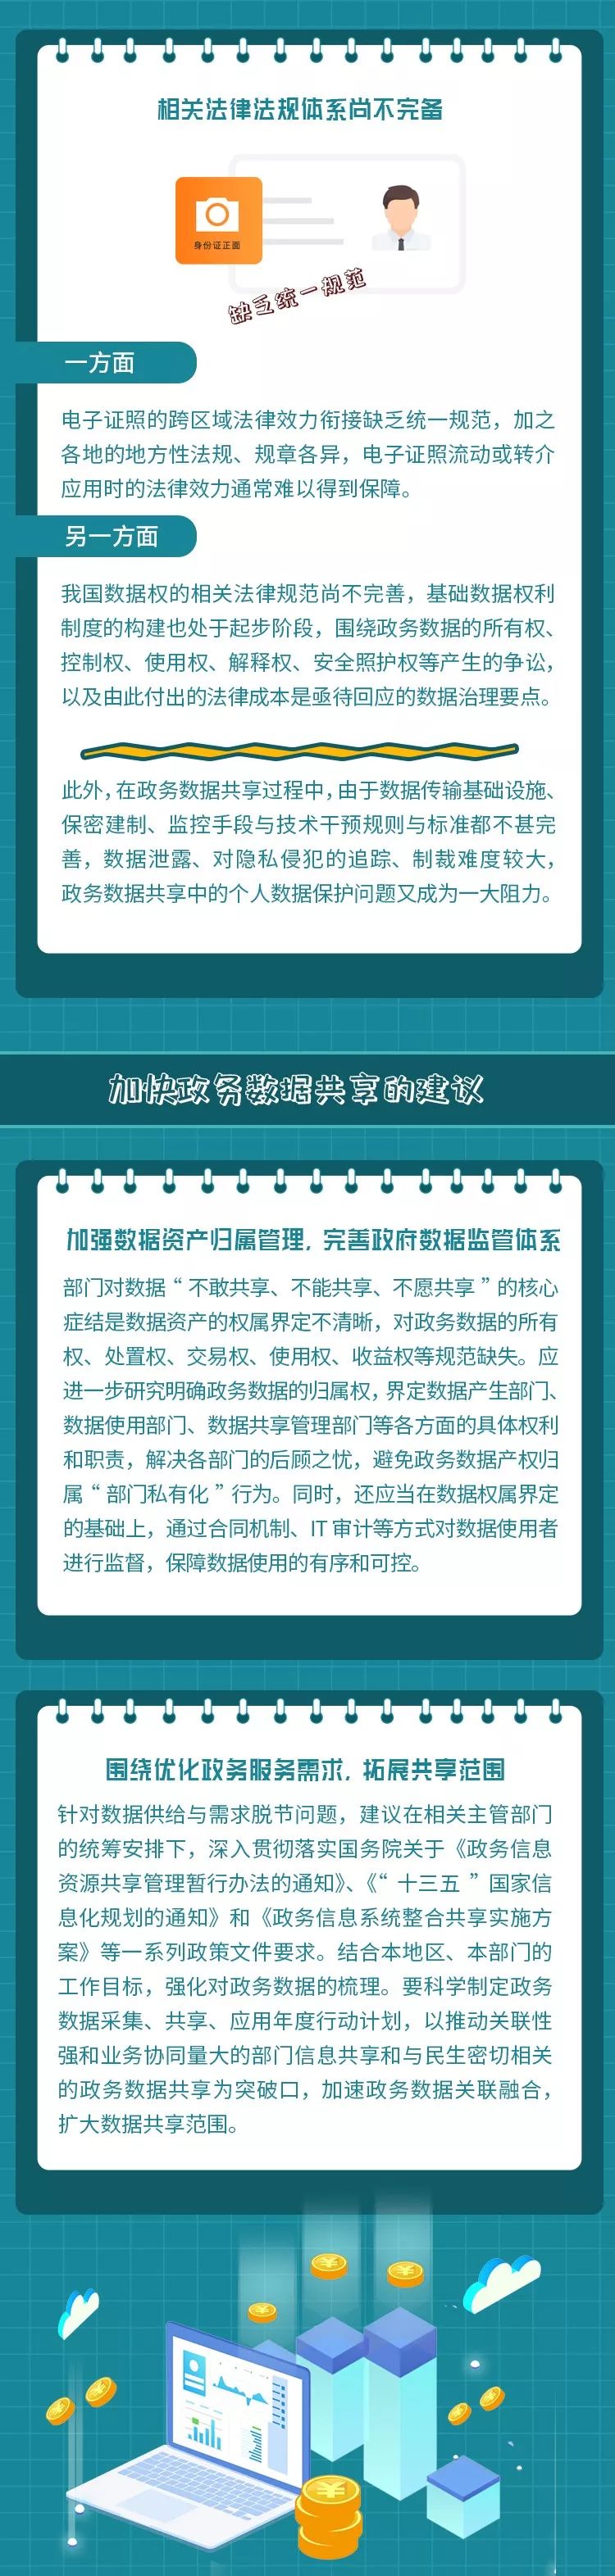 相关法律法规体系尚不完备
身份证正面
缺乏统一规范
一方面
电子证照的跨区域法律效力衔接缺乏统一规范，加之
各地的地方性法规、规章各异，电子证照流动或转介
应用时的法律效力通常难以得到保障。
另一方面
我国数据权的相关法律规范尚不完善，基础数据权利
制度的构建也处于起步阶段，围绕政务数据的所有权、
控制权、使用权、解释权、安全照护权等产生的争讼，
以及由此付出的法律成本是亟待回应的数据治理要点。
此外，在政务数据共享过程中，由于数据传输基础设施、
保密建制、监控手段与技术干预规则与标准都不甚完
善，数据泄露、对隐私侵犯的追踪、制裁难度较大，
政务数据共享中的个人数据保护问题又成为一大阻力。
加快政务数据共享的建议
加强数据资产归属管理，完善政府数据监管体系
部门对数据“不敢共享、不能共享、不愿共享”的核心
症结是数据资产的权属界定不清晰，对政务数据的所有
权、处置权、交易权、使用权、收益权等规范缺失。应
进一步研究明确政务数据的归属权，界定数据产生部门、
数据使用部门、数据共享管理部门等各方面的具体权利
和职责，解决各部门的后顾之忧，避免政务数据产权归
属“部门私有化”行为。同时，还应当在数据权属界定
的基础上，通过合同机制、IT审计等方式对数据使用者
进行监督，保障数据使用的有序和可控。
围绕优化政务服务需求，拓展共享范围
针对数据供给与需求脱节问题，建议在相关主管部门
的统筹安排下，深入贯彻落实国务院关于《政务信息
资源共享管理暂行办法的通知》、《“十三五”国家信
息化规划的通知》和《政务信息系统整合共享实施方
案》等一系列政策文件要求。结合本地区、本部门的
工作目标，强化对政务数据的梳理。要科学制定政务
数据采集、共享、应用年度行动计划，以推动关联性
强和业务协同量大的部门信息共享和与民生密切相关
的政务数据共享为突破口，加速政务数据关联融合，
扩大数据共享范围。